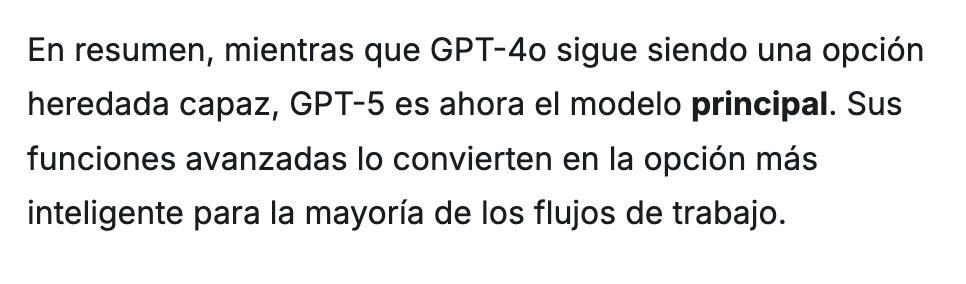 En resumen, mientras que GPT-4o sigue siendo una opción
heredada capaz, GPT-5 es ahora el modelo principal. Sus
funciones avanzadas lo convierten en la opción más
inteligente para la mayoría de los flujos de trabajo.